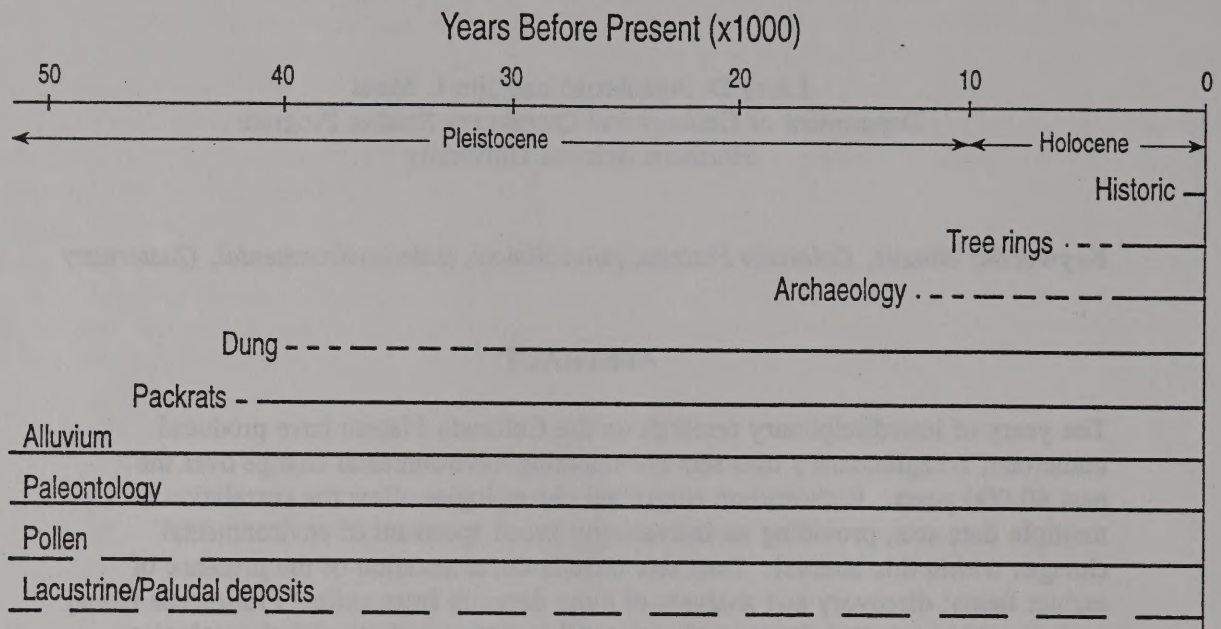 Years Before Present (x1000)
50 40 30 20 10 0
Pleistocene Holocene
Historic
Tree rings
Archaeology
Dung
Packrats
Alluvium
Paleontology
Pollen
Lacustrine/Paludal deposits